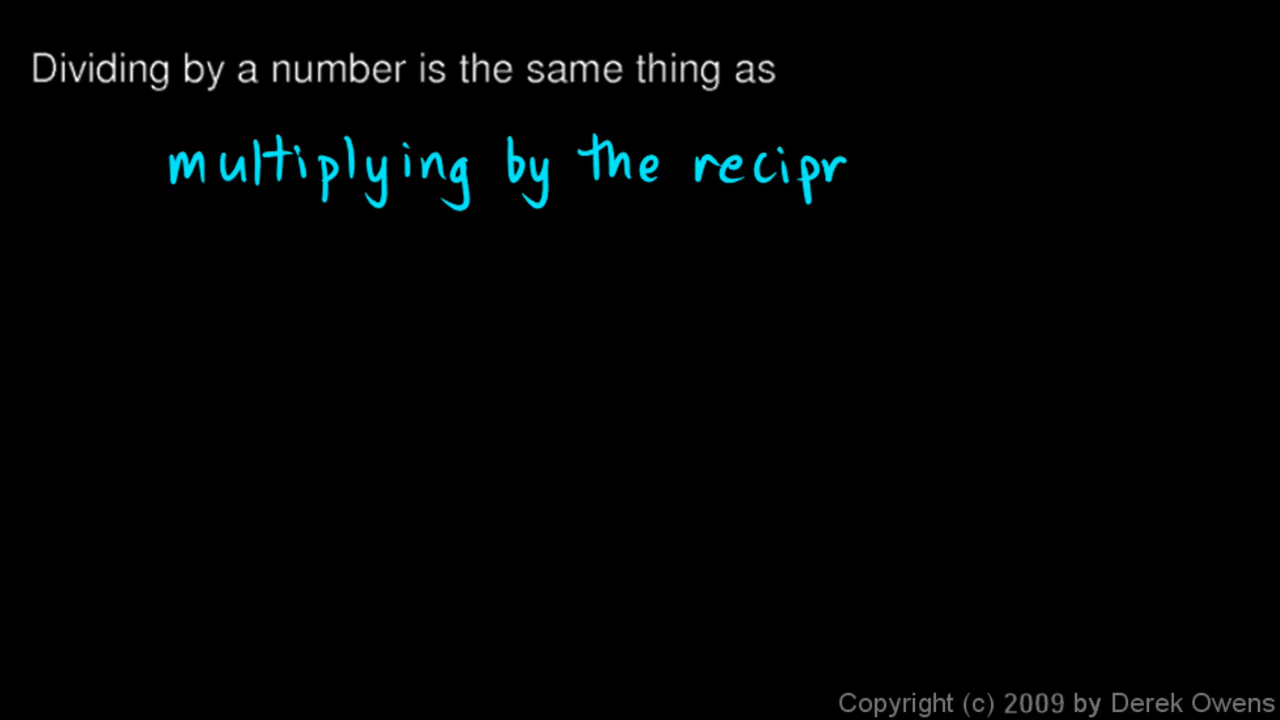 Dividing by a number is the same thing as
multiplying by the recipr
Copyright (c) 2009 by Derek Owens